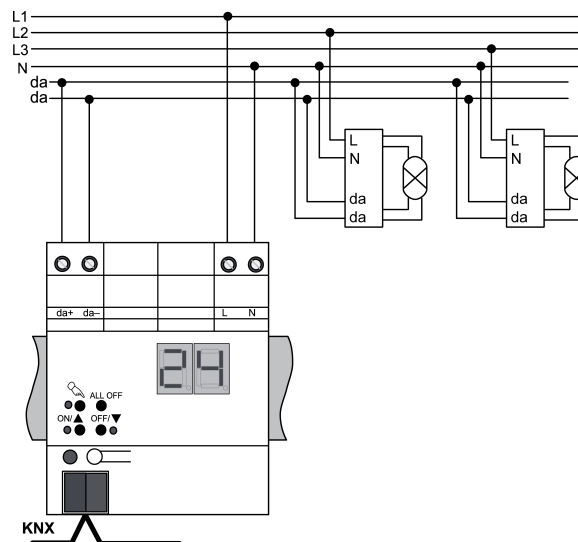 L1
L2
L3
N
da
da
L
N
da
da
L
N
da
da
da+ da– L N
24
ALL OFF
ON/▲ OFF/▼
KNX